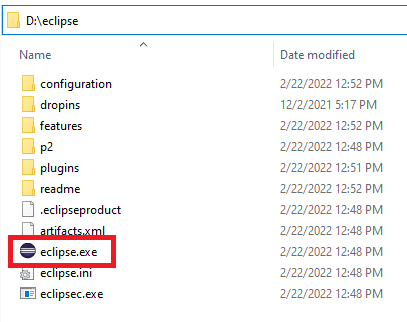 D:\eclipse
Name Date modified
configuration 2/22/2022 12:52 PM
dropins 12/2/2021 5:17 PM
features 2/22/2022 12:52 PM
p2 2/22/2022 12:48 PM
plugins 2/22/2022 12:51 PM
readme 2/22/2022 12:52 PM
.eclipseproduct 2/22/2022 12:48 PM
artifacts.xml 2/22/2022 12:48 PM
eclipse.exe 2/22/2022 12:48 PM
eclipse.ini 2/22/2022 12:48 PM
eclipsec.exe 2/22/2022 12:48 PM